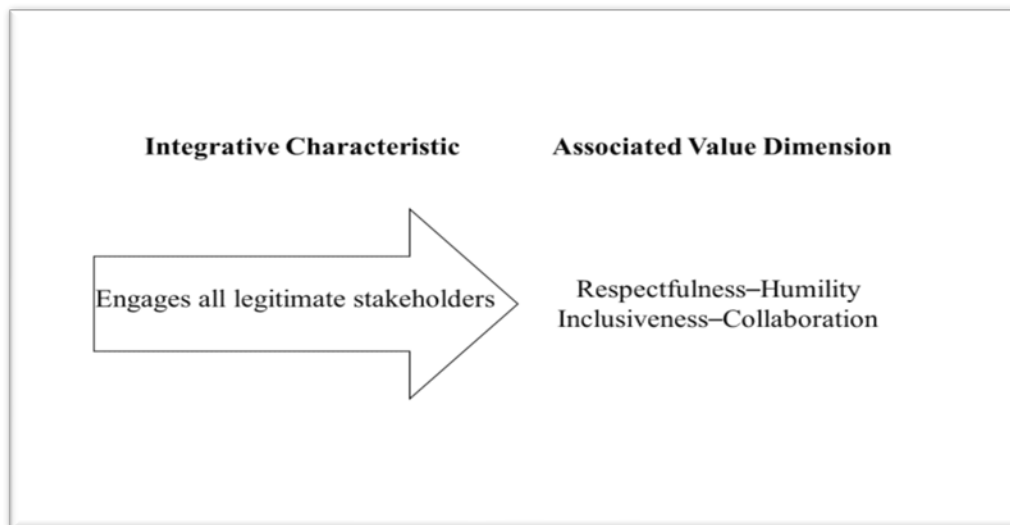 Integrative Characteristic
Associated Value Dimension
Engages all legitimate stakeholders
Respectfulness–Humility
Inclusiveness–Collaboration